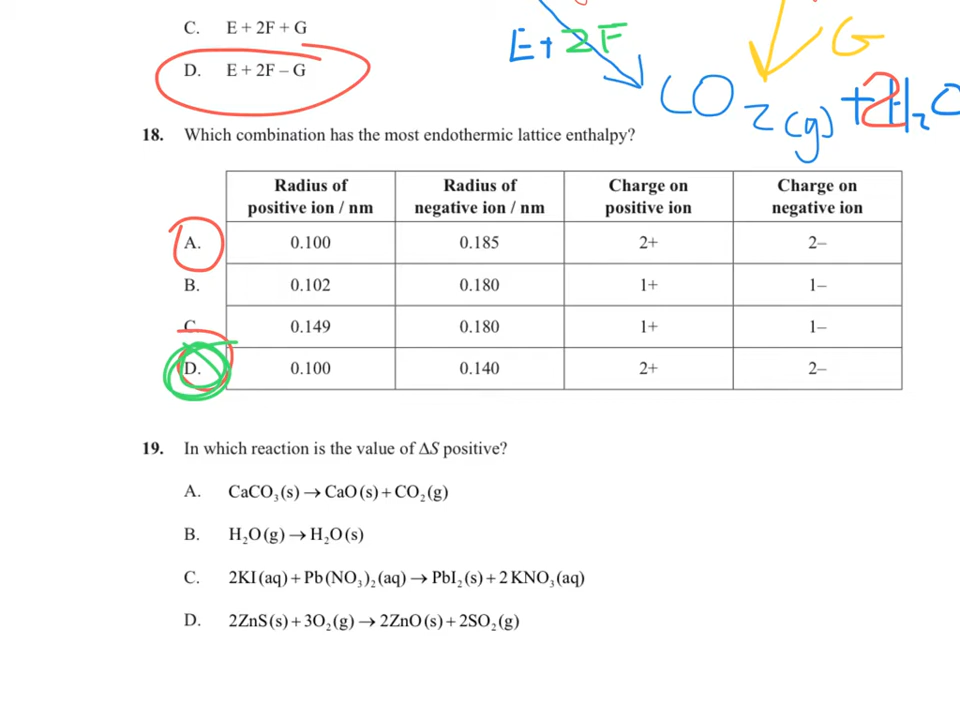 C. E + 2F + G
D. E + 2F – G
E + 2F
G
CO2(g) + 2H2O
18. Which combination has the most endothermic lattice enthalpy?
Radius of positive ion / nm Radius of negative ion / nm Charge on positive ion Charge on negative ion
A. 0.100 0.185 2+ 2–
B. 0.102 0.180 1+ 1–
C. 0.149 0.180 1+ 1–
D. 0.100 0.140 2+ 2–
19. In which reaction is the value of ΔS positive?
A. CaCO3(s) → CaO(s) + CO2(g)
B. H2O(g) → H2O(s)
C. 2KI(aq) + Pb(NO3)2(aq) → PbI2(s) + 2KNO3(aq)
D. 2ZnS(s) + 3O2(g) → 2ZnO(s) + 2SO2(g)